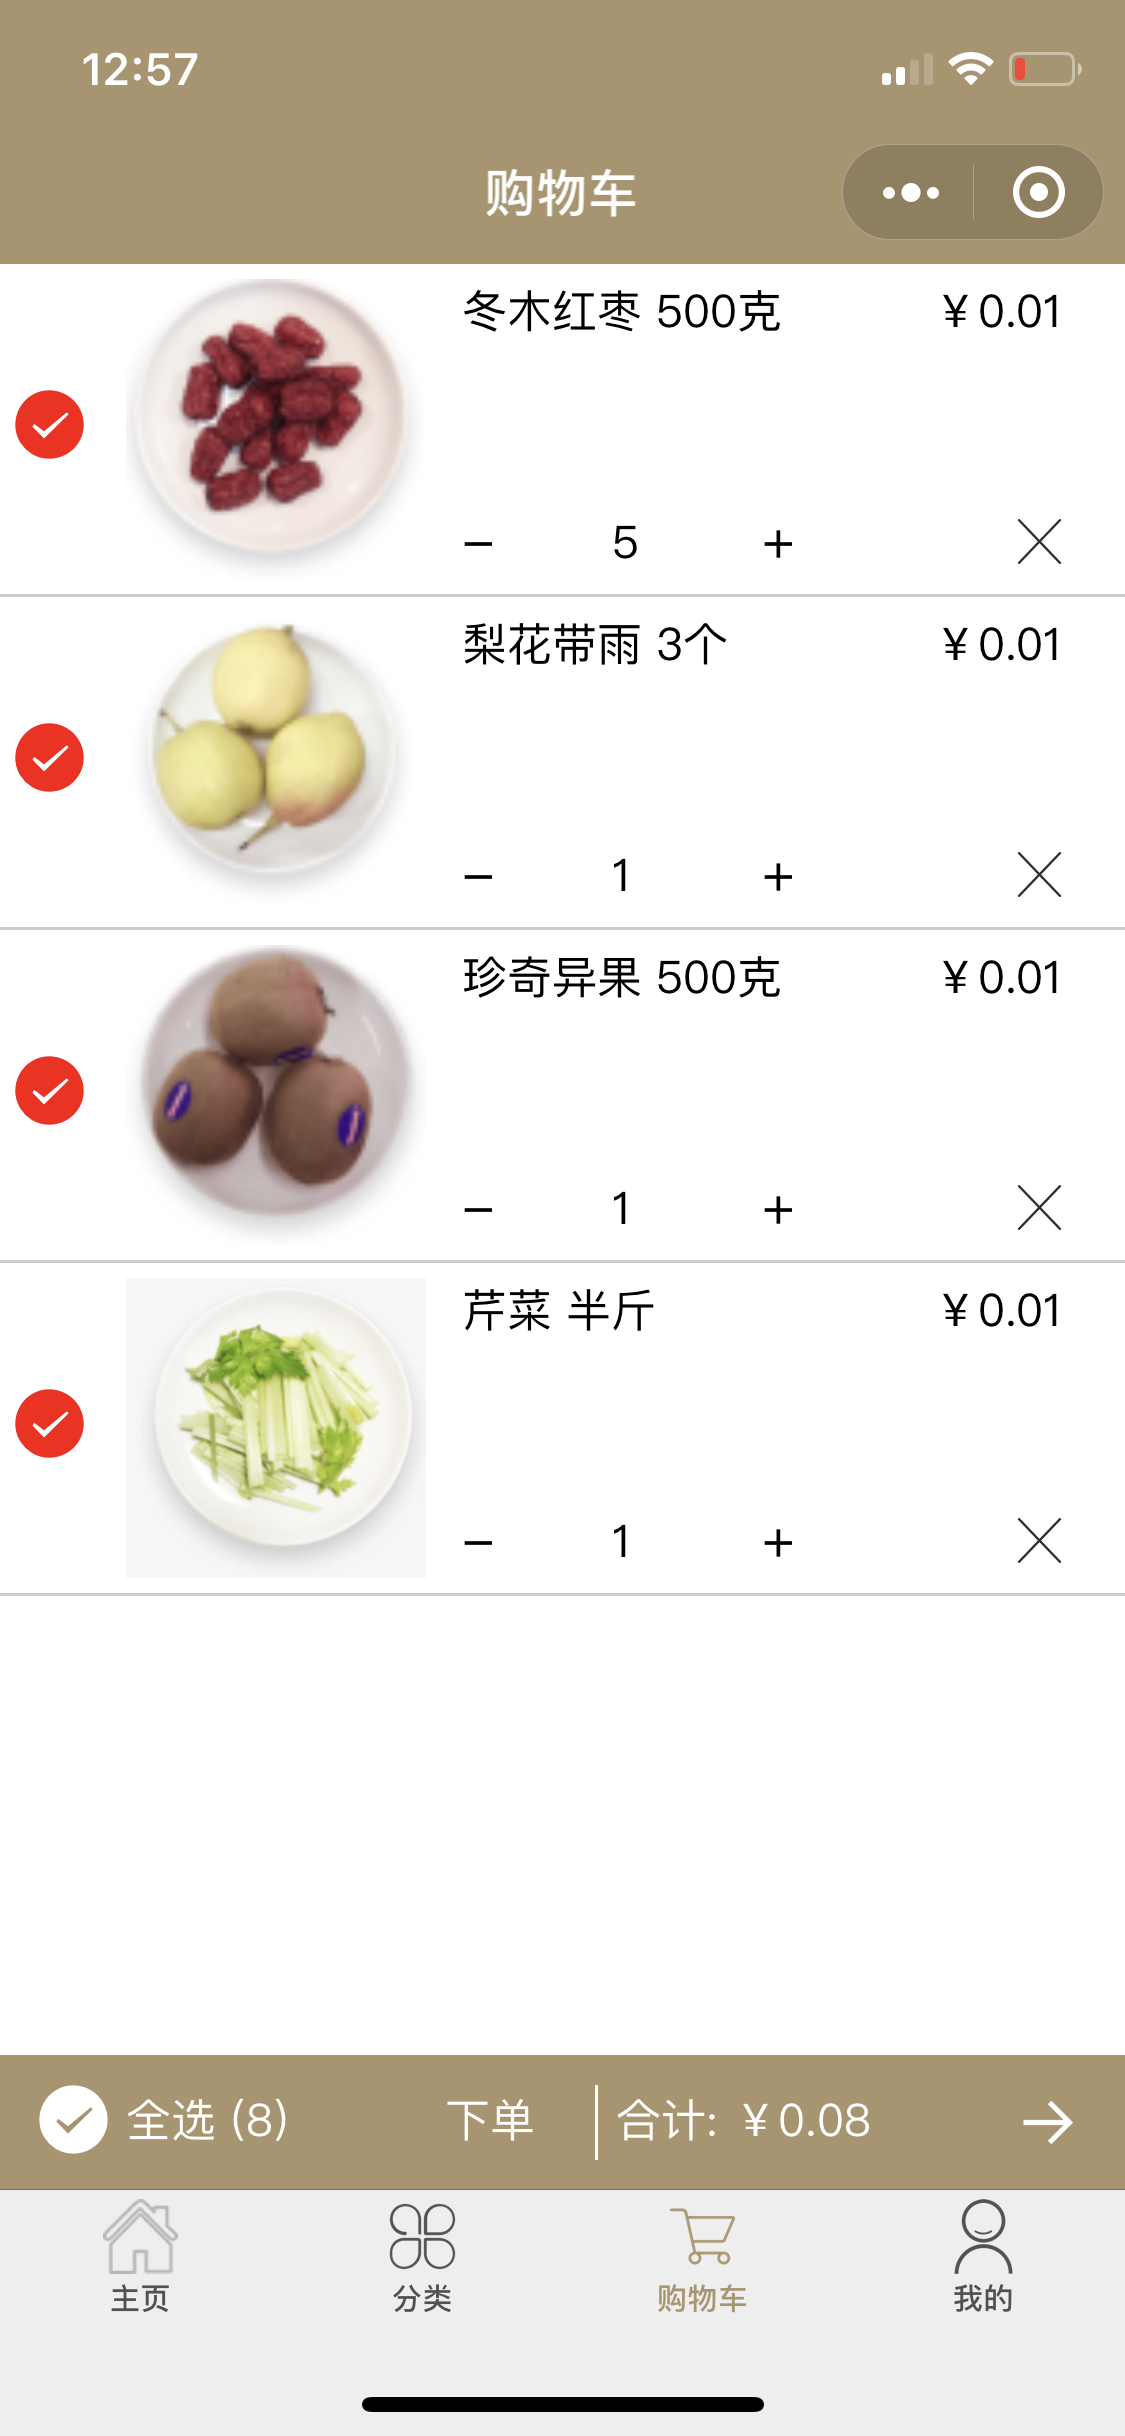 12:57
购物车
冬木红枣 500克 ¥0.01
− 5 +
梨花带雨 3个 ¥0.01
− 1 +
珍奇异果 500克 ¥0.01
− 1 +
芹菜 半斤 ¥0.01
− 1 +
全选 (8) 下单 合计: ¥0.08
主页 分类 购物车 我的